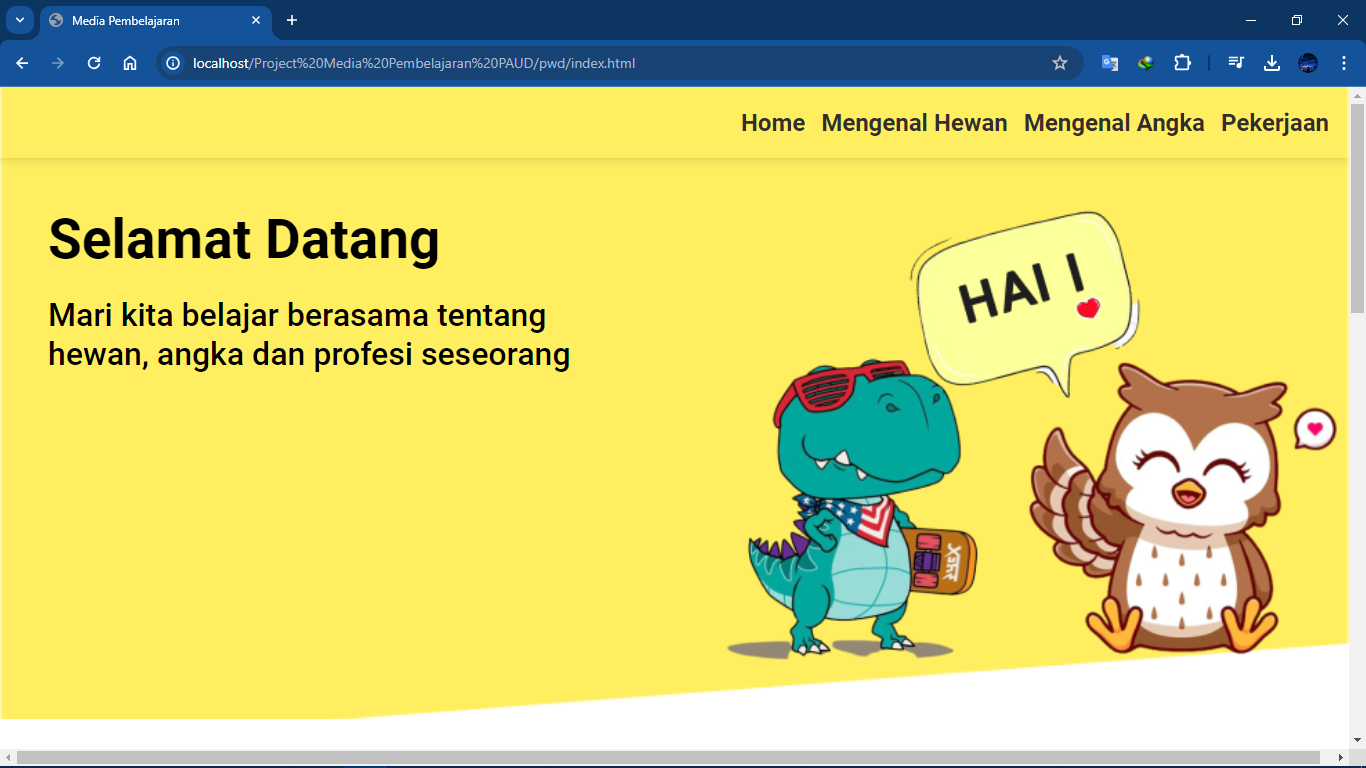 Media Pembelajaran
localhost/Project%20Media%20Pembelajaran%20PAUD/pwd/index.html
Home Mengenal Hewan Mengenal Angka Pekerjaan
Selamat Datang
Mari kita belajar berasama tentang
hewan, angka dan profesi seseorang
HAI !